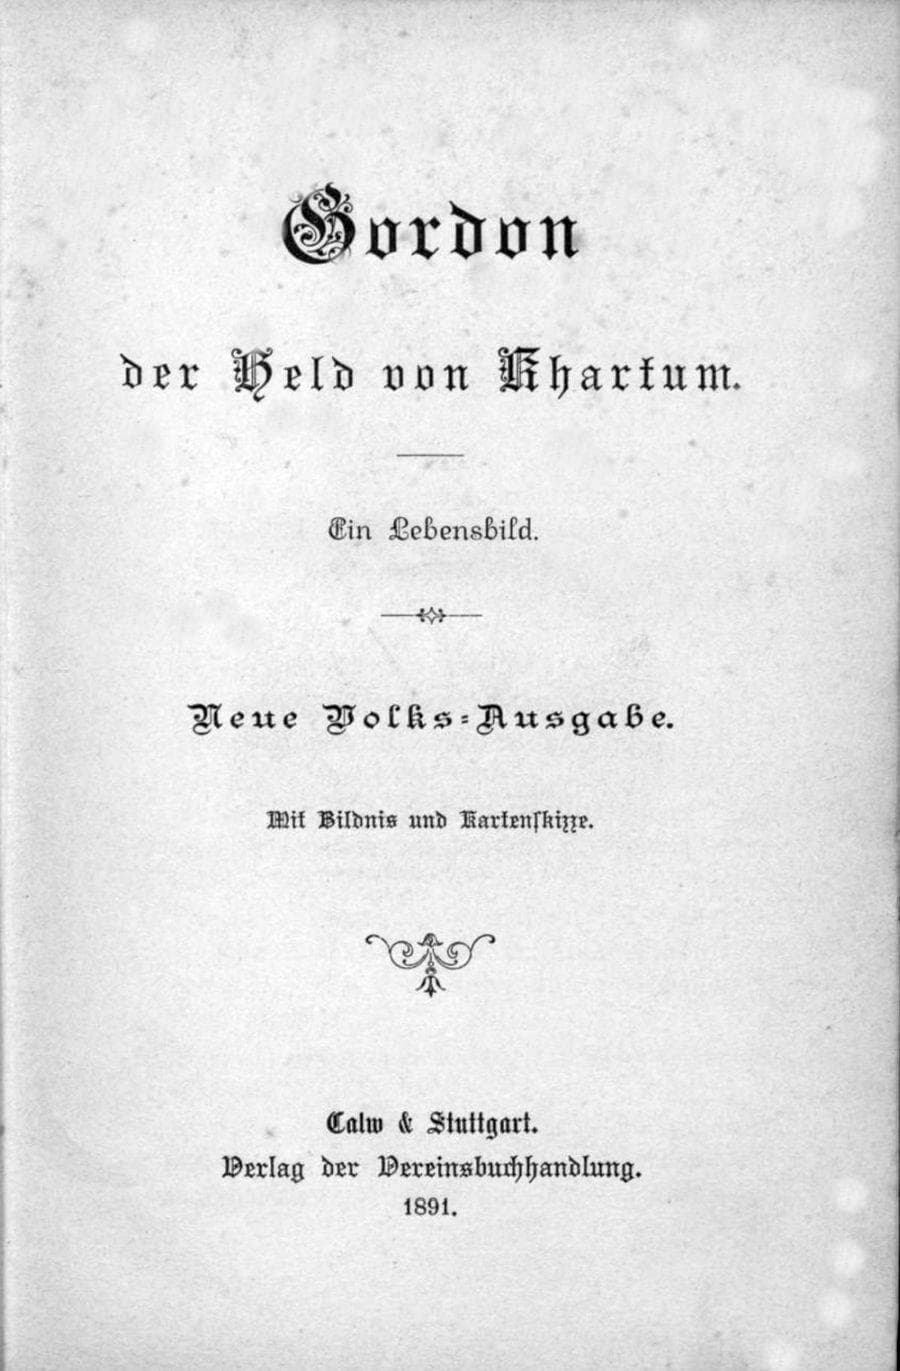 Gordon
der Held von Khartum.
Ein Lebensbild.
Neue Volks-Ausgabe.
Mit Bildnis und Kartenskizze.
Calw & Stuttgart.
Verlag der Vereinsbuchhandlung.
1891.